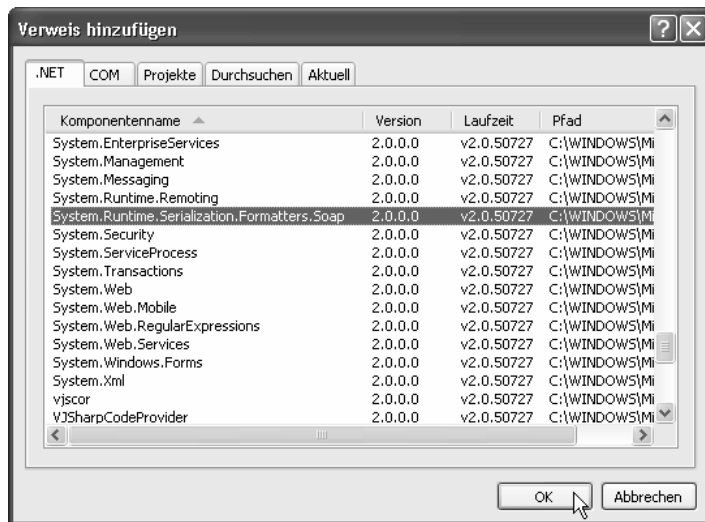 Verweis hinzufügen
.NET COM Projekte Durchsuchen Aktuell
Komponentenname Version Laufzeit Pfad
System.EnterpriseServices 2.0.0.0 v2.0.50727 C:\WINDOWS\Mi
System.Management 2.0.0.0 v2.0.50727 C:\WINDOWS\Mi
System.Messaging 2.0.0.0 v2.0.50727 C:\WINDOWS\Mi
System.Runtime.Remoting 2.0.0.0 v2.0.50727 C:\WINDOWS\Mi
System.Runtime.Serialization.Formatters.Soap 2.0.0.0 v2.0.50727 C:\WINDOWS\Mi
System.Security 2.0.0.0 v2.0.50727 C:\WINDOWS\Mi
System.ServiceProcess 2.0.0.0 v2.0.50727 C:\WINDOWS\Mi
System.Transactions 2.0.0.0 v2.0.50727 C:\WINDOWS\Mi
System.Web 2.0.0.0 v2.0.50727 C:\WINDOWS\Mi
System.Web.Mobile 2.0.0.0 v2.0.50727 C:\WINDOWS\Mi
System.Web.RegularExpressions 2.0.0.0 v2.0.50727 C:\WINDOWS\Mi
System.Web.Services 2.0.0.0 v2.0.50727 C:\WINDOWS\Mi
System.Windows.Forms 2.0.0.0 v2.0.50727 C:\WINDOWS\Mi
System.Xml 2.0.0.0 v2.0.50727 C:\WINDOWS\Mi
vjscor 2.0.0.0 v2.0.50727 C:\WINDOWS\Mi
VJSharpCodeProvider 2.0.0.0 v2.0.50727 C:\WINDOWS\Mi
OK Abbrechen